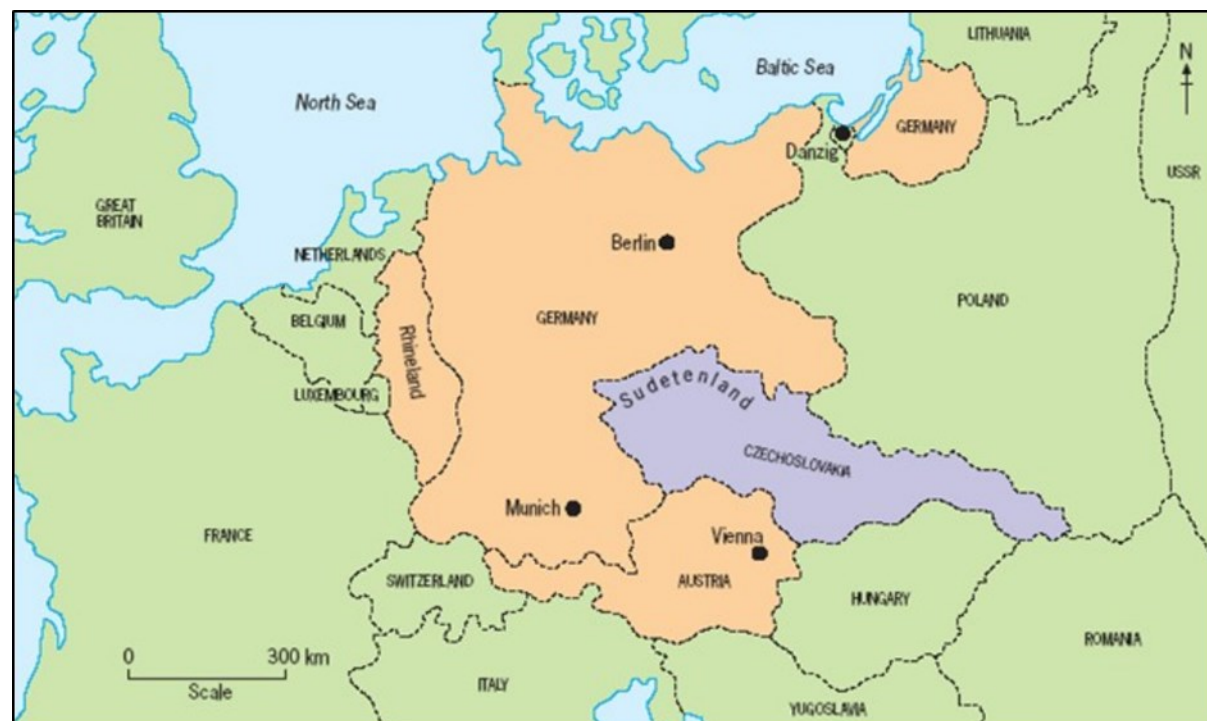 LITHUANIA
N
Baltic Sea
North Sea
GERMANY
Danzig
USSR
GREAT
BRITAIN
Berlin
NETHERLANDS
POLAND
BELGIUM
GERMANY
Rhineland
LUXEMBOURG
Sudetenland
CZECHOSLOVAKIA
Munich
FRANCE
Vienna
SWITZERLAND
AUSTRIA
HUNGARY
ROMANIA
0 300 km
Scale
ITALY
YUGOSLAVIA